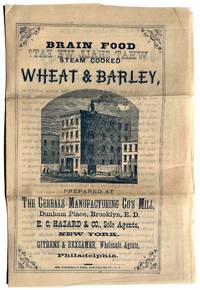 BRAIN FOOD
STEAM COOKED
WHEAT & BARLEY,
PREPARED AT
THE CEREALS MANUFACTURING CO'S MILL,
Dunham Place, Brooklyn, E. D.
E. C. HAZARD & CO., Sole Agents,
NEW YORK.
GITHENS & REXSAMER, Wholesale Agents,
Philadelphia.